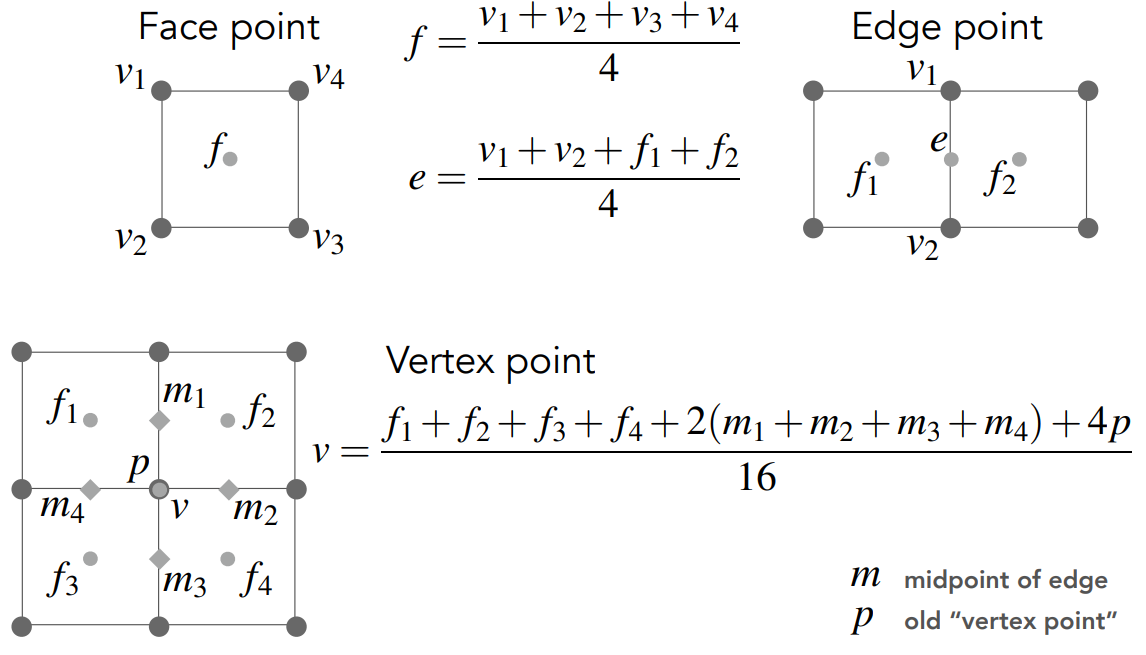 Face point
v1
v4
f
v2
v3
f = (v1 + v2 + v3 + v4) / 4
e = (v1 + v2 + f1 + f2) / 4
Edge point
v1
e
f1
f2
v2
f1
m1
f2
p
m4
v
m2
f3
m3
f4
Vertex point
v = (f1 + f2 + f3 + f4 + 2(m1 + m2 + m3 + m4) + 4p) / 16
m midpoint of edge
p old “vertex point”